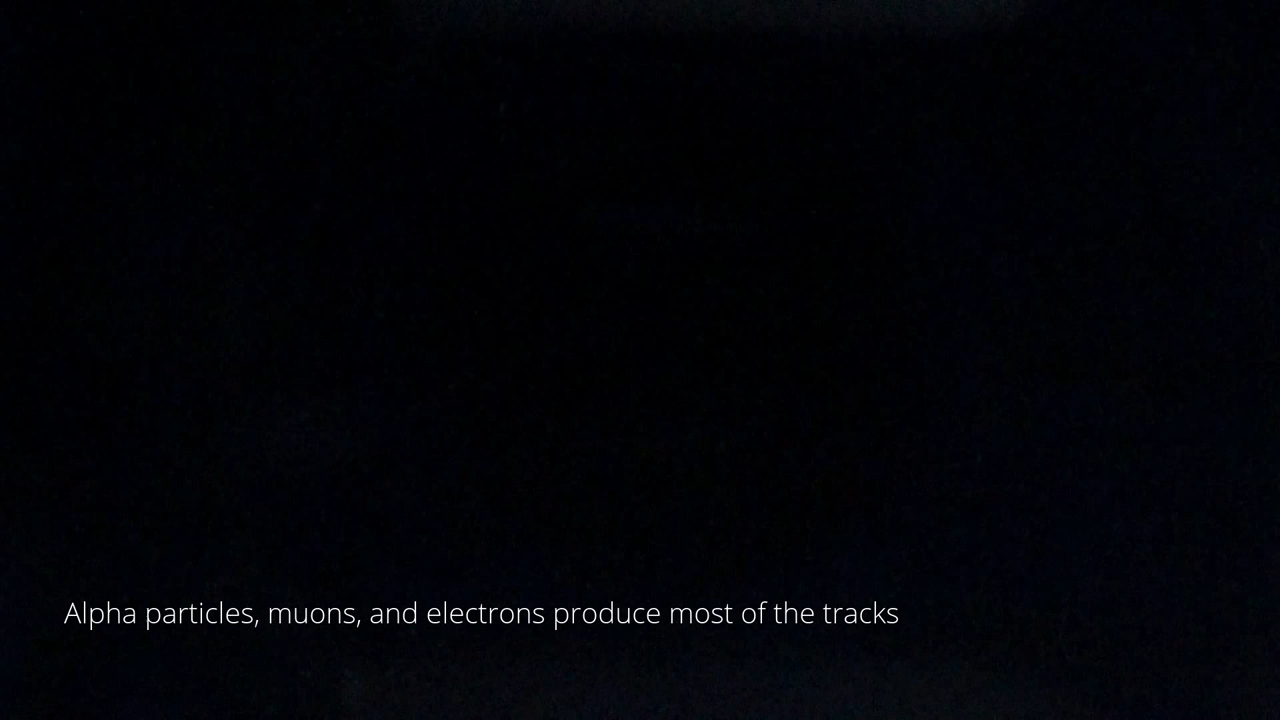 Alpha particles, muons, and electrons produce most of the tracks